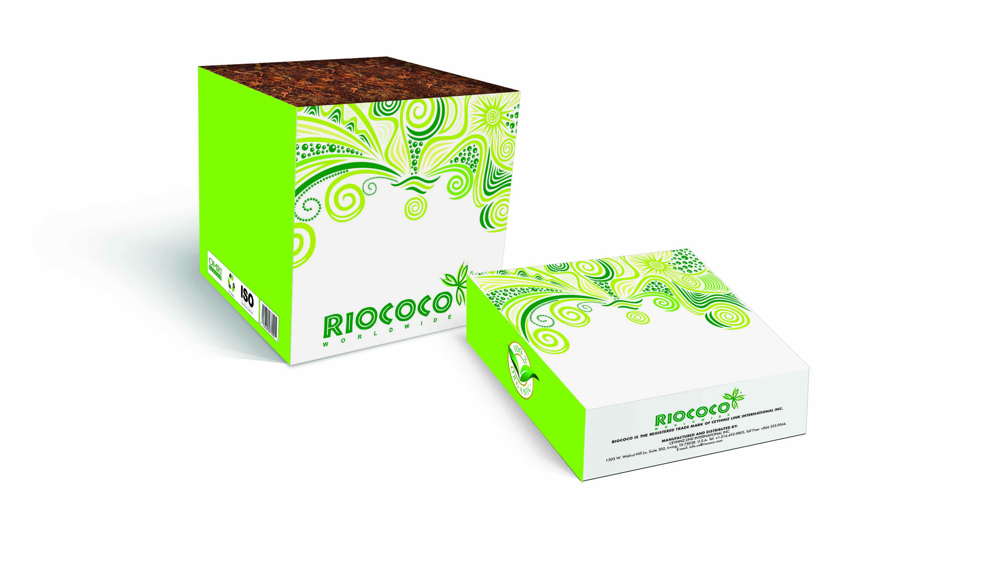 OMRI
LISTED
ISO
RIOCOCO
WORLDWIDE
100 %
· ORGANIC ·
RIOCOCO
WORLDWIDE
RIOCOCO IS THE REGISTERED TRADE MARK OF CEYHINZ LINK INTERNATIONAL INC.
MANUFACTURED AND DISTRIBUTED BY:
CEYHINZ LINK INTERNATIONAL INC.
1303 W. Walnut Hill Ln, Suite 302, Irving, TX 75038. U.S.A. Tel: +1.214.492.0803, Toll Free: +866.325.0064.
E-mail: info.us@riococo.com